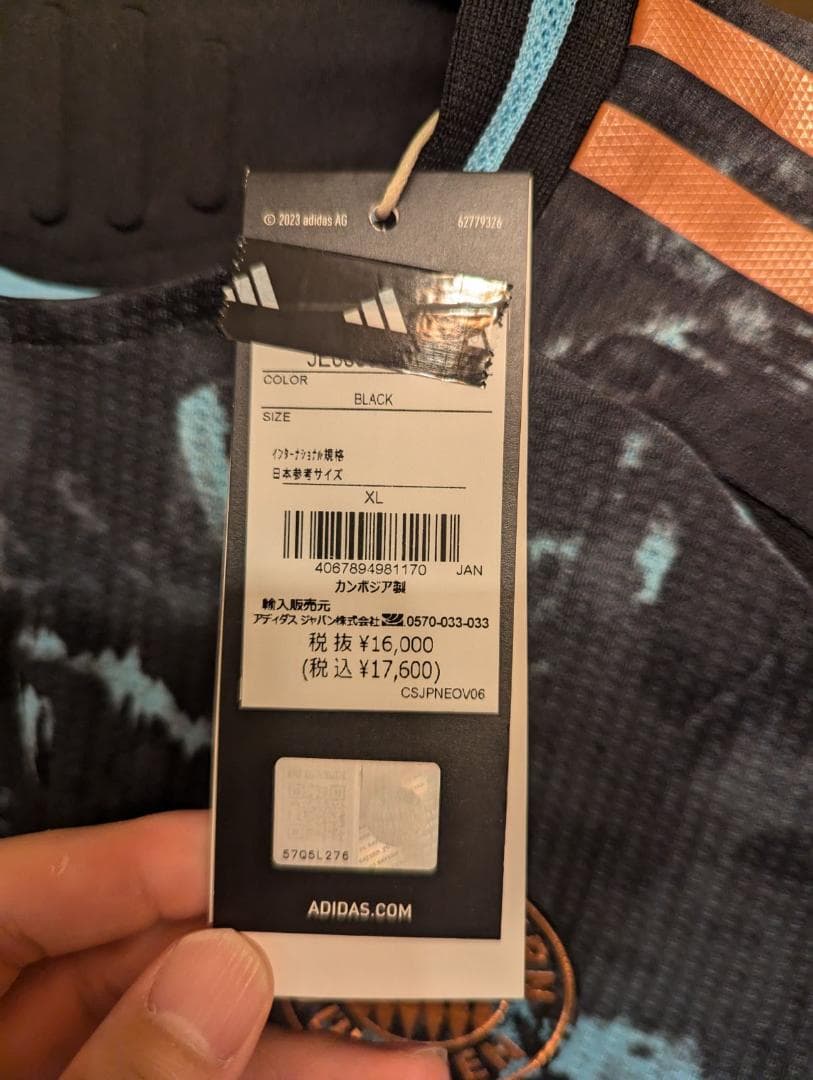 © 2023 adidas AG
62779326
COLOR
BLACK
SIZE
インターナショナル規格
日本参考サイズ
XL
4067894981170 JAN
カンボジア製
輸入販売元
アディダス ジャパン株式会社 0570-033-033
税抜 ¥16,000
(税込 ¥17,600)
CSJPNEOV06
57Q5L276
ADIDAS.COM